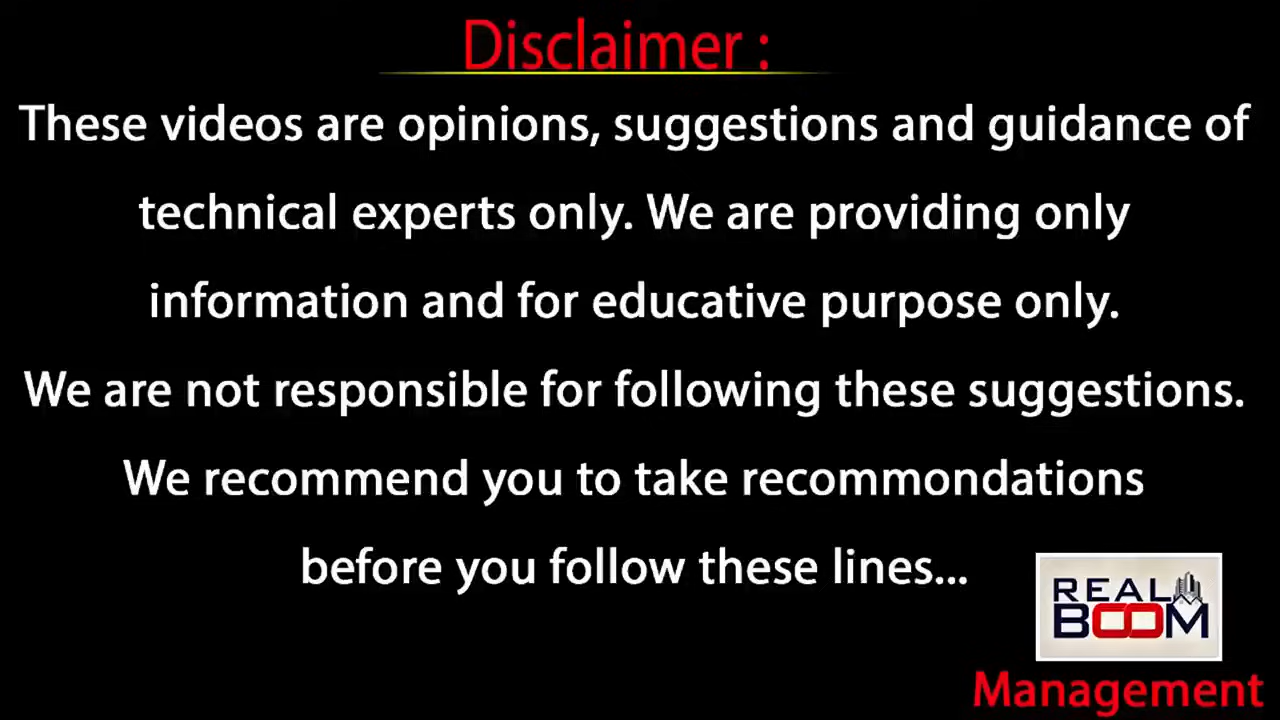 Disclaimer :
These videos are opinions, suggestions and guidance of
technical experts only. We are providing only
information and for educative purpose only.
We are not responsible for following these suggestions.
We recommend you to take recommondations
before you follow these lines...
REAL
BOOM
Management